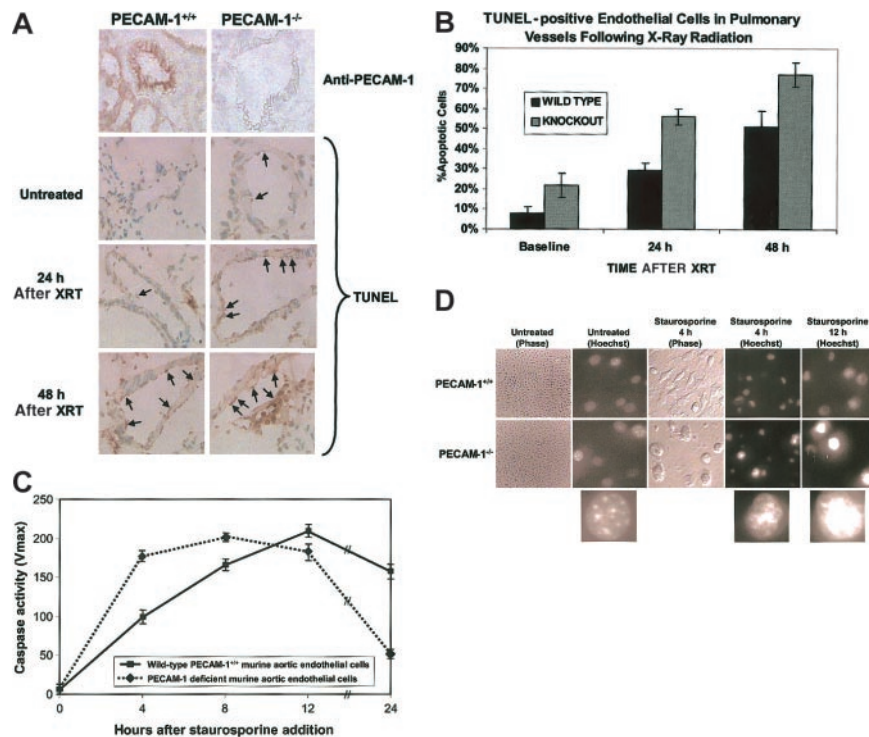 A
PECAM-1+/+ PECAM-1-/-
Anti-PECAM-1
Untreated
24 h
After XRT
48 h
After XRT
TUNEL
B
TUNEL-positive Endothelial Cells in Pulmonary
Vessels Following X-Ray Radiation
%Apoptotic Cells
90%
80%
70%
60%
50%
40%
30%
20%
10%
0%
WILD TYPE
KNOCKOUT
Baseline 24 h 48 h
TIME AFTER XRT
C
Caspase activity (Vmax)
250
200
150
100
50
0
Wild-type PECAM-1+/+ murine aortic endothelial cells
PECAM-1 deficient murine aortic endothelial cells
0 4 8 12 24
Hours after staurosporine addition
D
Untreated
(Phase)
Untreated
(Hoechst)
Staurosporine
4 h
(Phase)
Staurosporine
4 h
(Hoechst)
Staurosporine
12 h
(Hoechst)
PECAM-1+/+
PECAM-1-/-